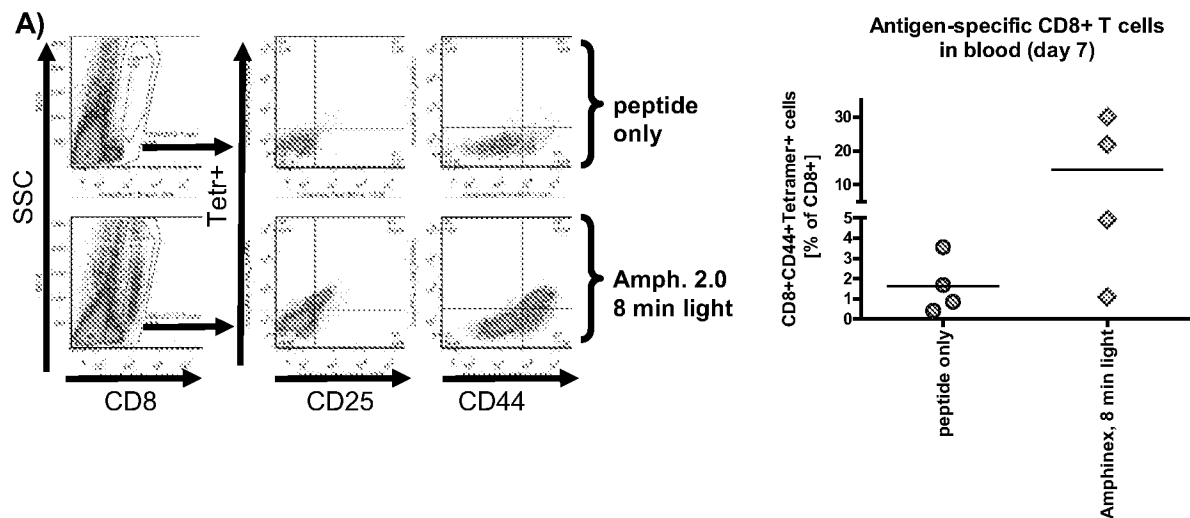 A)
SSC
Tetr+
CD8
CD25
CD44
peptide
only
Amph. 2.0
8 min light
Antigen-specific CD8+ T cells
in blood (day 7)
CD8+CD44+Tetramer+ cells
[% of CD8+]
30
20
10
5
4
3
2
1
0
peptide only
Amphinex, 8 min light